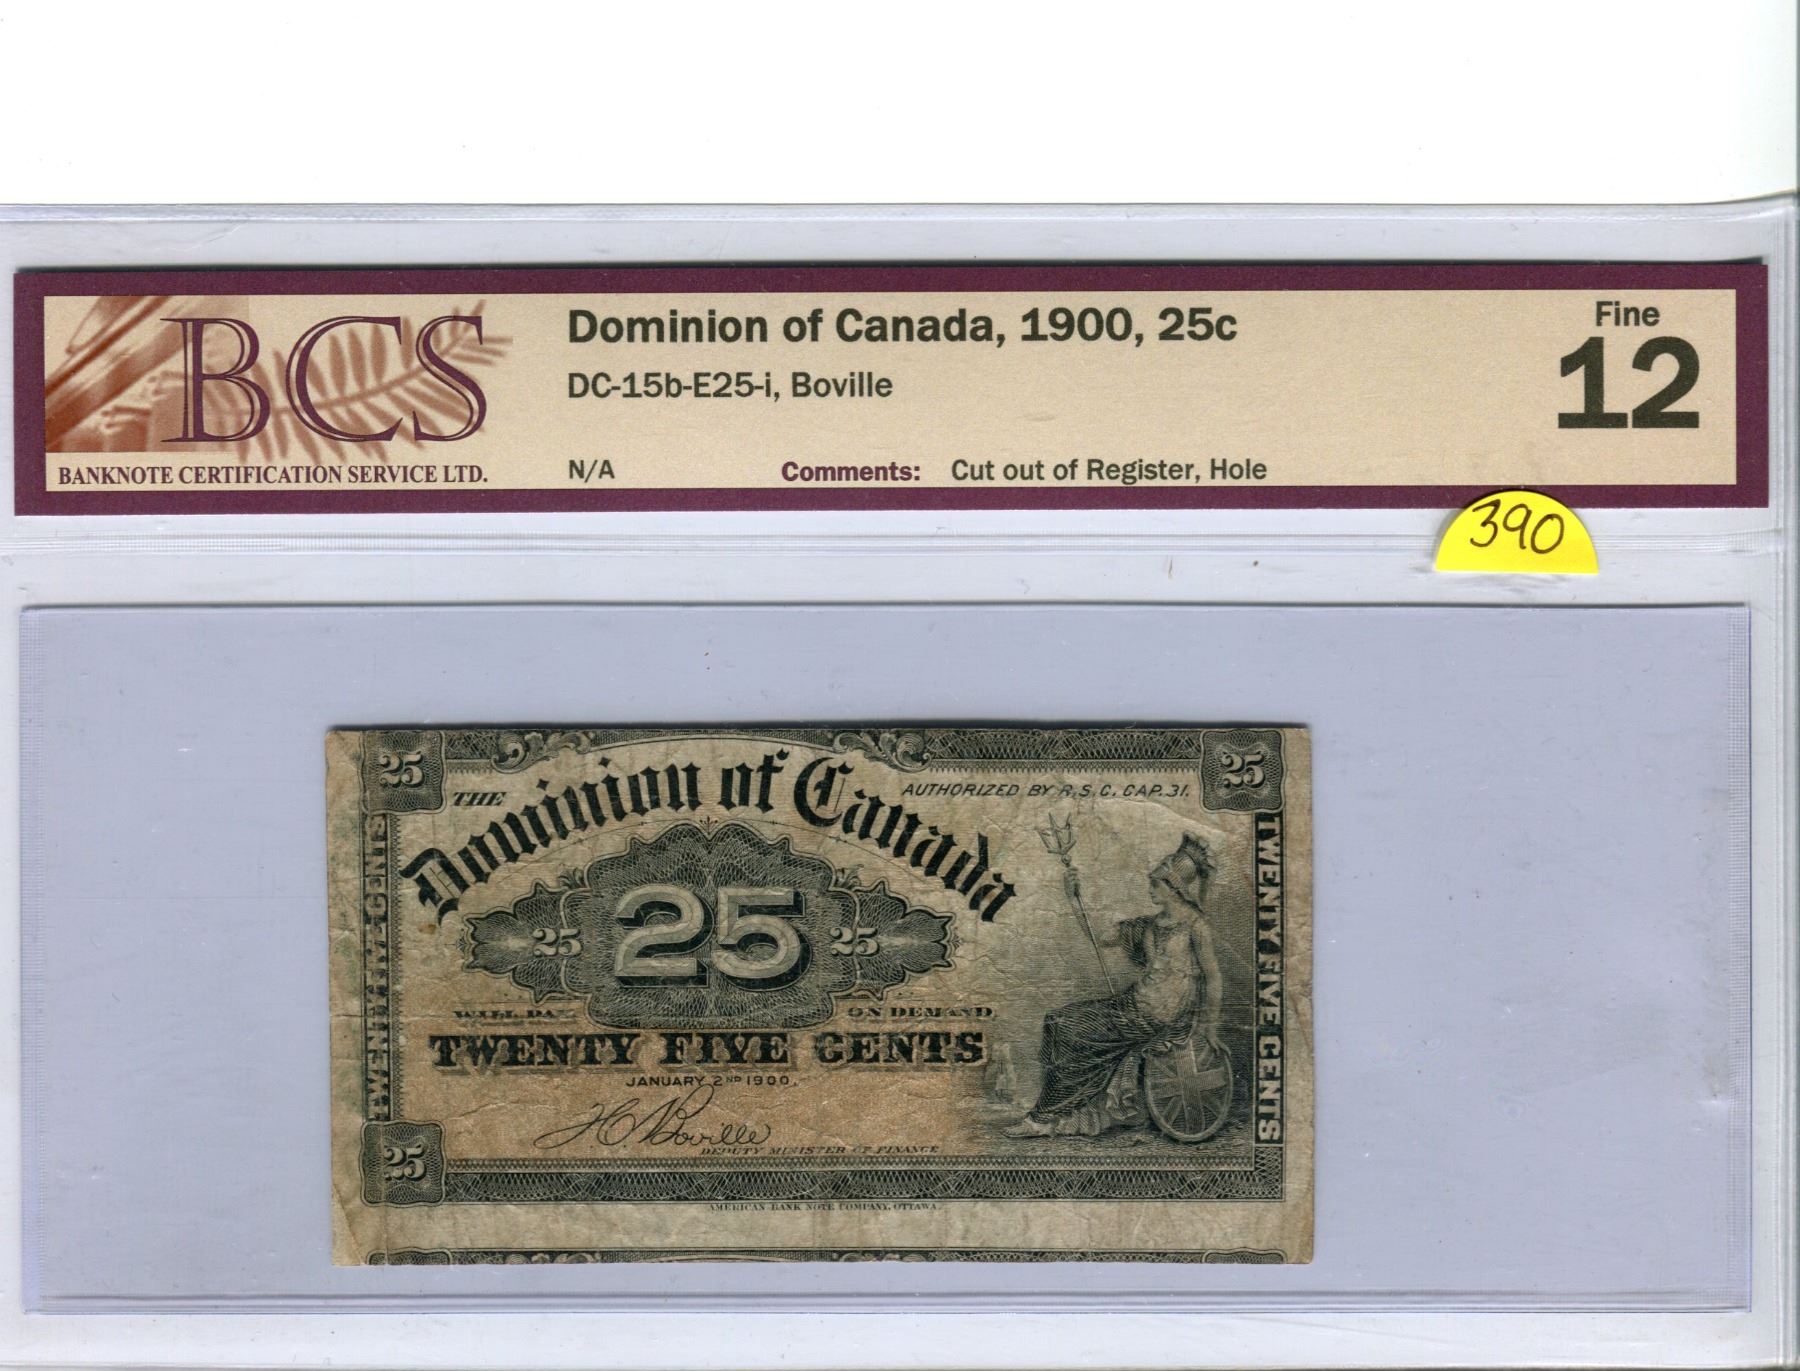 BCS
BANKNOTE CERTIFICATION SERVICE LTD.
Dominion of Canada, 1900, 25c
DC-15b-E25-i, Boville
N/A
Comments: Cut out of Register, Hole
Fine
12
390
25
25
THE
Dominion of Canada
AUTHORIZED BY R.S.C. CAP.31.
TWENTY FIVE CENTS
25
25
25
TWENTY FIVE CENTS
WILL PAY
ON DEMAND
TWENTY FIVE CENTS
JANUARY 2ND 1900.
H C Boville
DEPUTY MINISTER OF FINANCE
25
AMERICAN BANK NOTE COMPANY, OTTAWA.